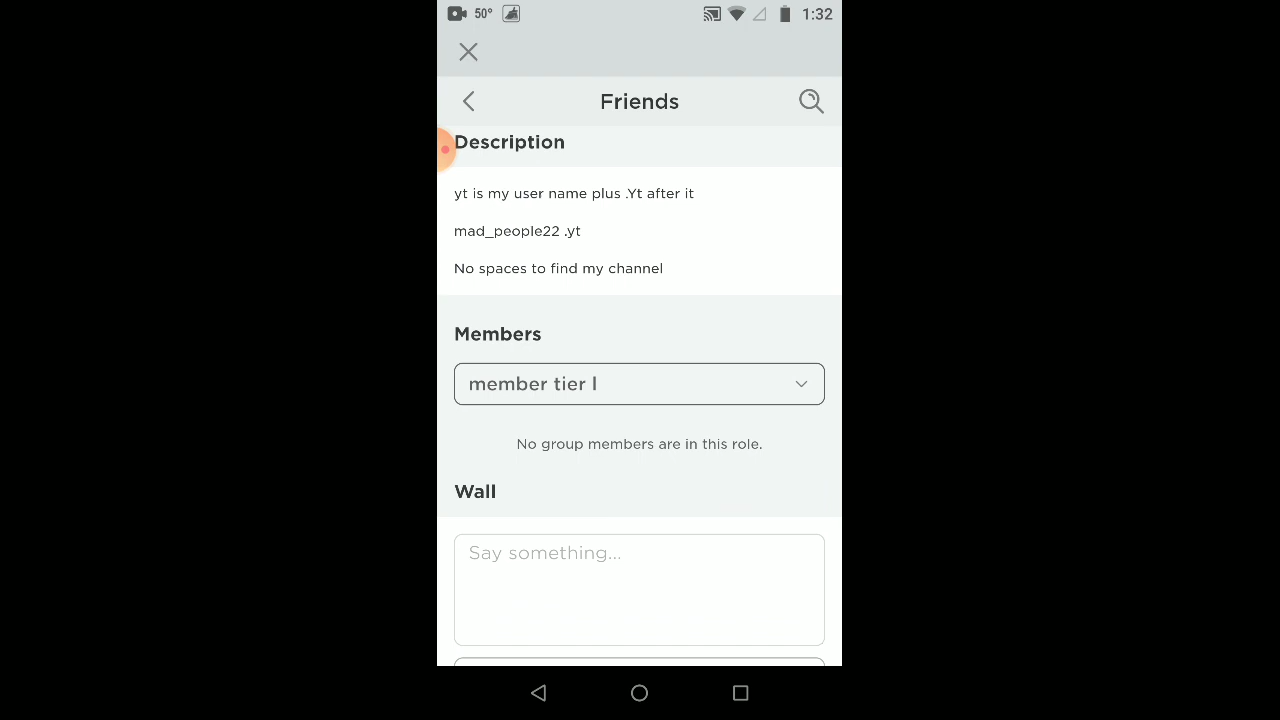 50° 1:32
Friends
Description
yt is my user name plus .Yt after it
mad_people22 .yt
No spaces to find my channel
Members
member tier l
No group members are in this role.
Wall
Say something...